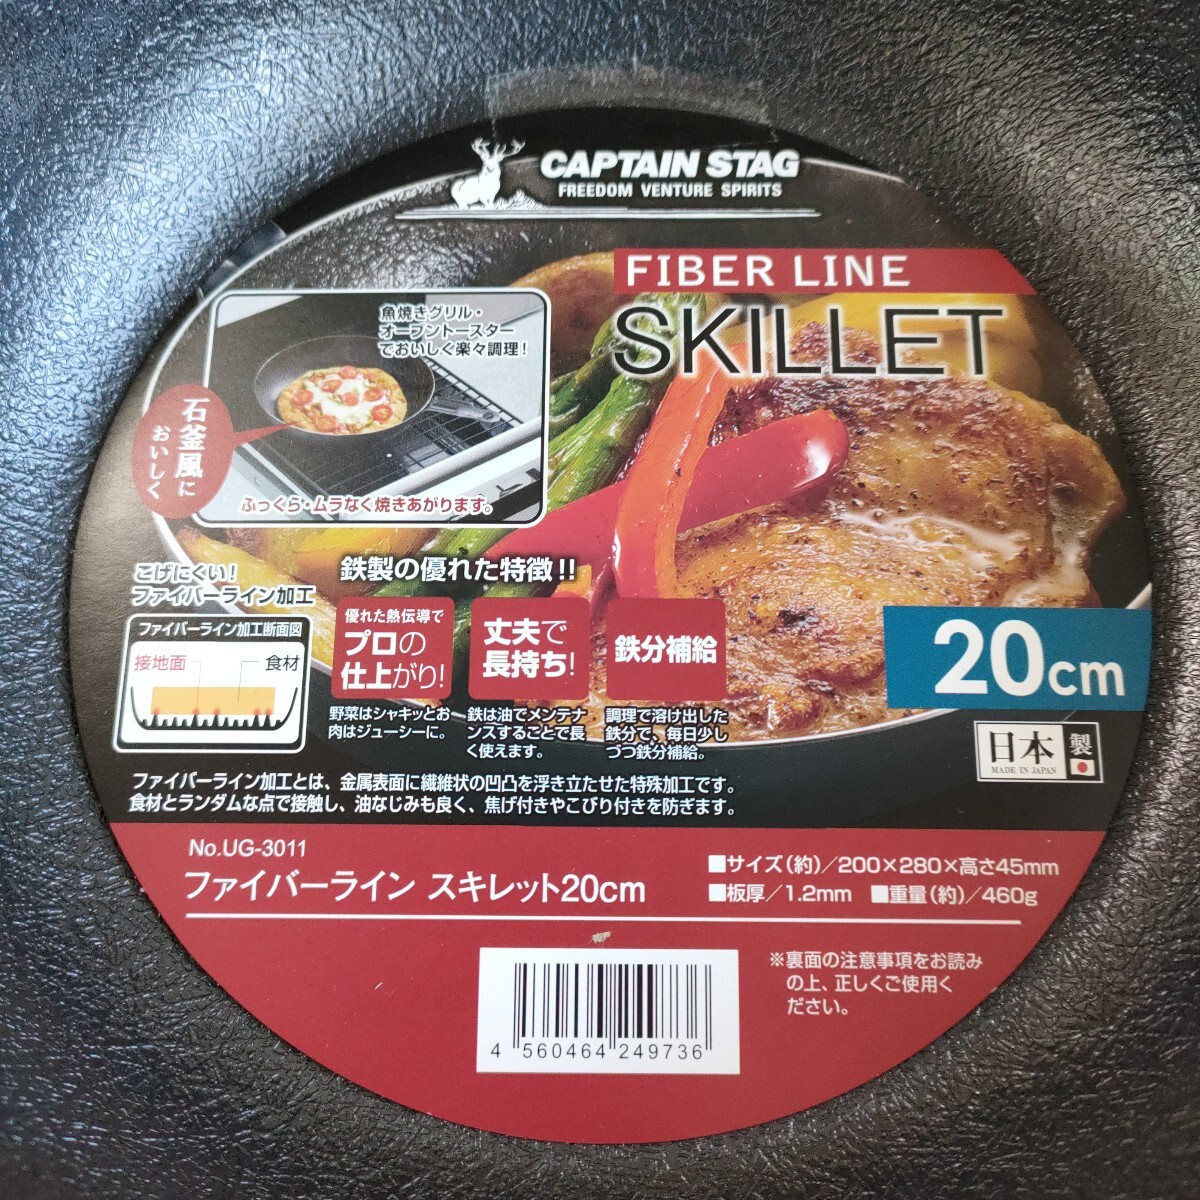 CAPTAIN STAG
FREEDOM VENTURE SPIRITS
FIBER LINE
SKILLET
魚焼きグリル・
オーブントースター
でおいしく楽々調理!
石釜風に
おいしく
ふっくら・ムラなく焼きあがります。
こげにくい!
ファイバーライン加工
ファイバーライン加工断面図
接地面
食材
鉄製の優れた特徴!!
優れた熱伝導で
プロの
仕上がり!
野菜はシャキッとお
肉はジューシーに。
丈夫で
長持ち!
鉄は油でメンテナ
ンスすることで長
く使えます。
鉄分補給
調理で溶け出した
鉄分で、毎日少し
づつ鉄分補給。
20cm
日本製
MADE IN JAPAN
ファイバーライン加工とは、金属表面に繊維状の凹凸を浮き立たせた特殊加工です。
食材とランダムな点で接触し、油なじみも良く、焦げ付きやこびり付きを防ぎます。
No.UG-3011
ファイバーライン スキレット20cm
■サイズ(約)/200×280×高さ45mm
■板厚/1.2mm ■重量(約)/460g
※裏面の注意事項をお読み
の上、正しくご使用く
ださい。
4 560464 249736